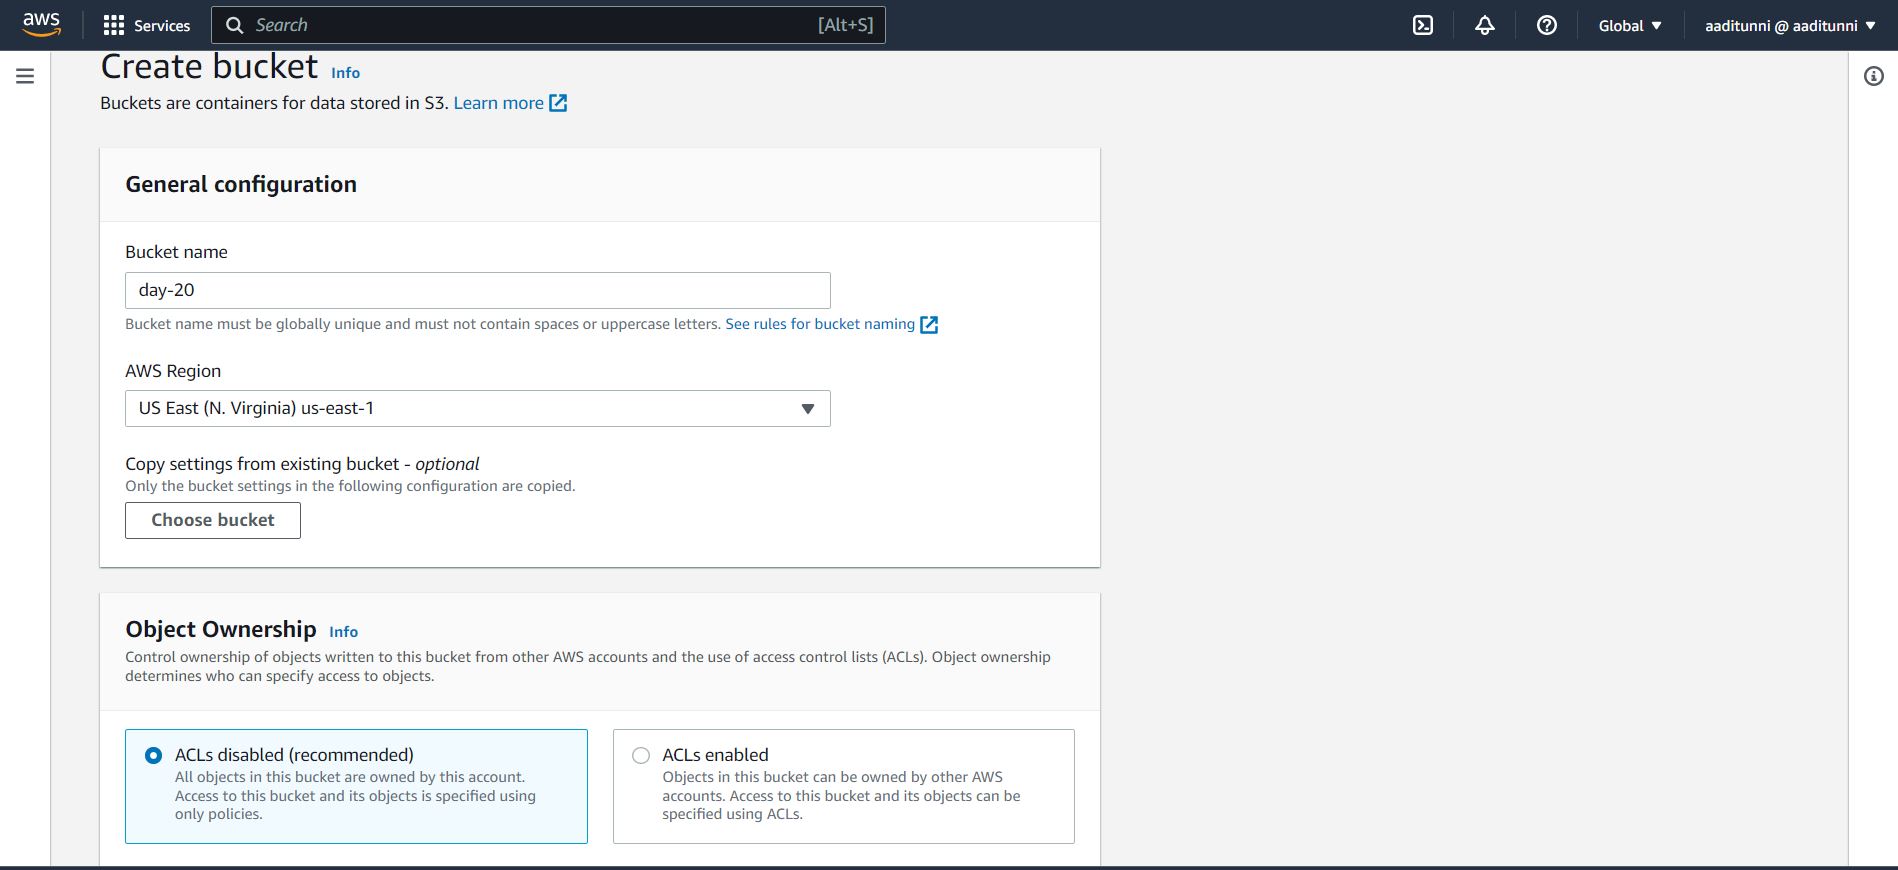 aws Services Search [Alt+S] Global aaditunni @ aaditunni
Create bucket Info
Buckets are containers for data stored in S3. Learn more
General configuration
Bucket name
day-20
Bucket name must be globally unique and must not contain spaces or uppercase letters. See rules for bucket naming
AWS Region
US East (N. Virginia) us-east-1
Copy settings from existing bucket - optional
Only the bucket settings in the following configuration are copied.
Choose bucket
Object Ownership Info
Control ownership of objects written to this bucket from other AWS accounts and the use of access control lists (ACLs). Object ownership
determines who can specify access to objects.
ACLs disabled (recommended)
All objects in this bucket are owned by this account.
Access to this bucket and its objects is specified using
only policies.
ACLs enabled
Objects in this bucket can be owned by other AWS
accounts. Access to this bucket and its objects can be
specified using ACLs.